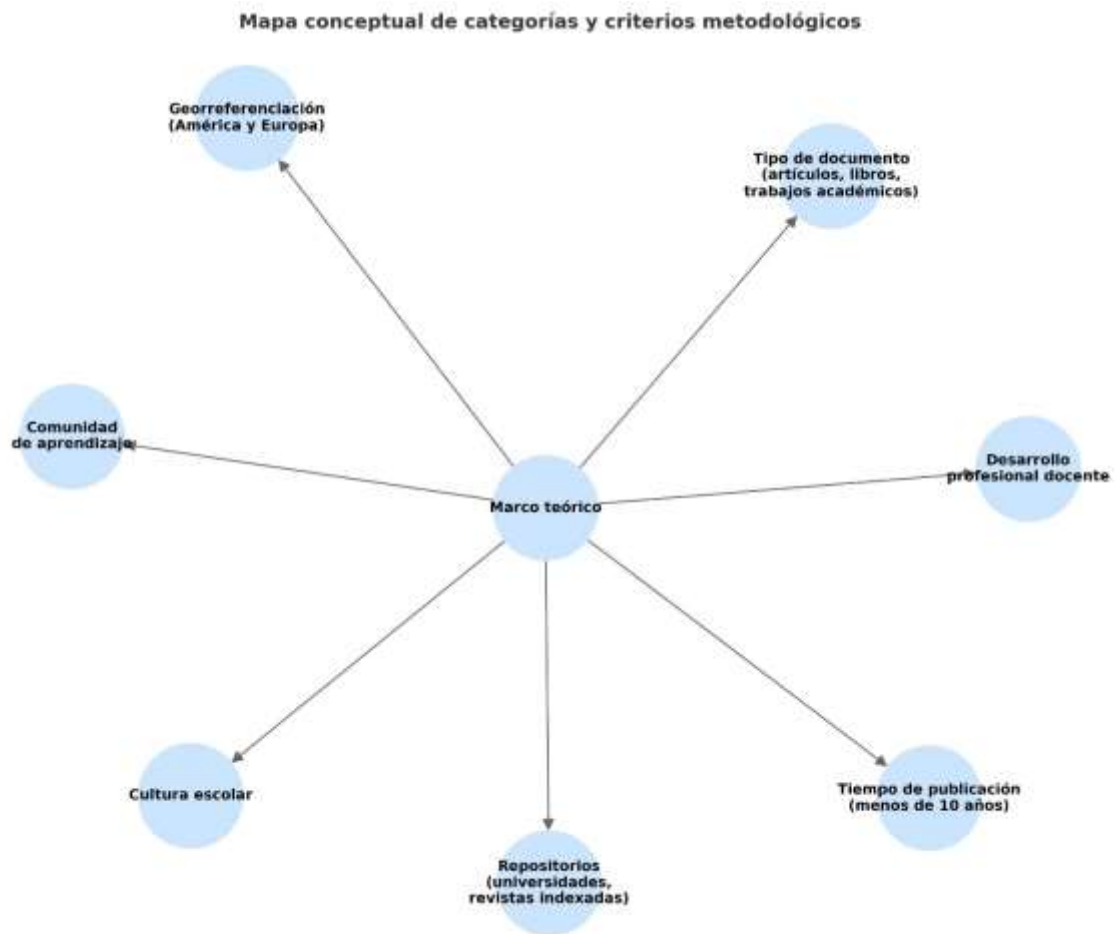 Mapa conceptual de categorías y criterios metodológicos
Georreferenciación
(América y Europa)
Tipo de documento
(artículos, libros,
trabajos académicos)
Comunidad
de aprendizaje
Desarrollo
profesional docente
Marco teórico
Cultura escolar
Tiempo de publicación
(menos de 10 años)
Repositorios
(universidades,
revistas indexadas)